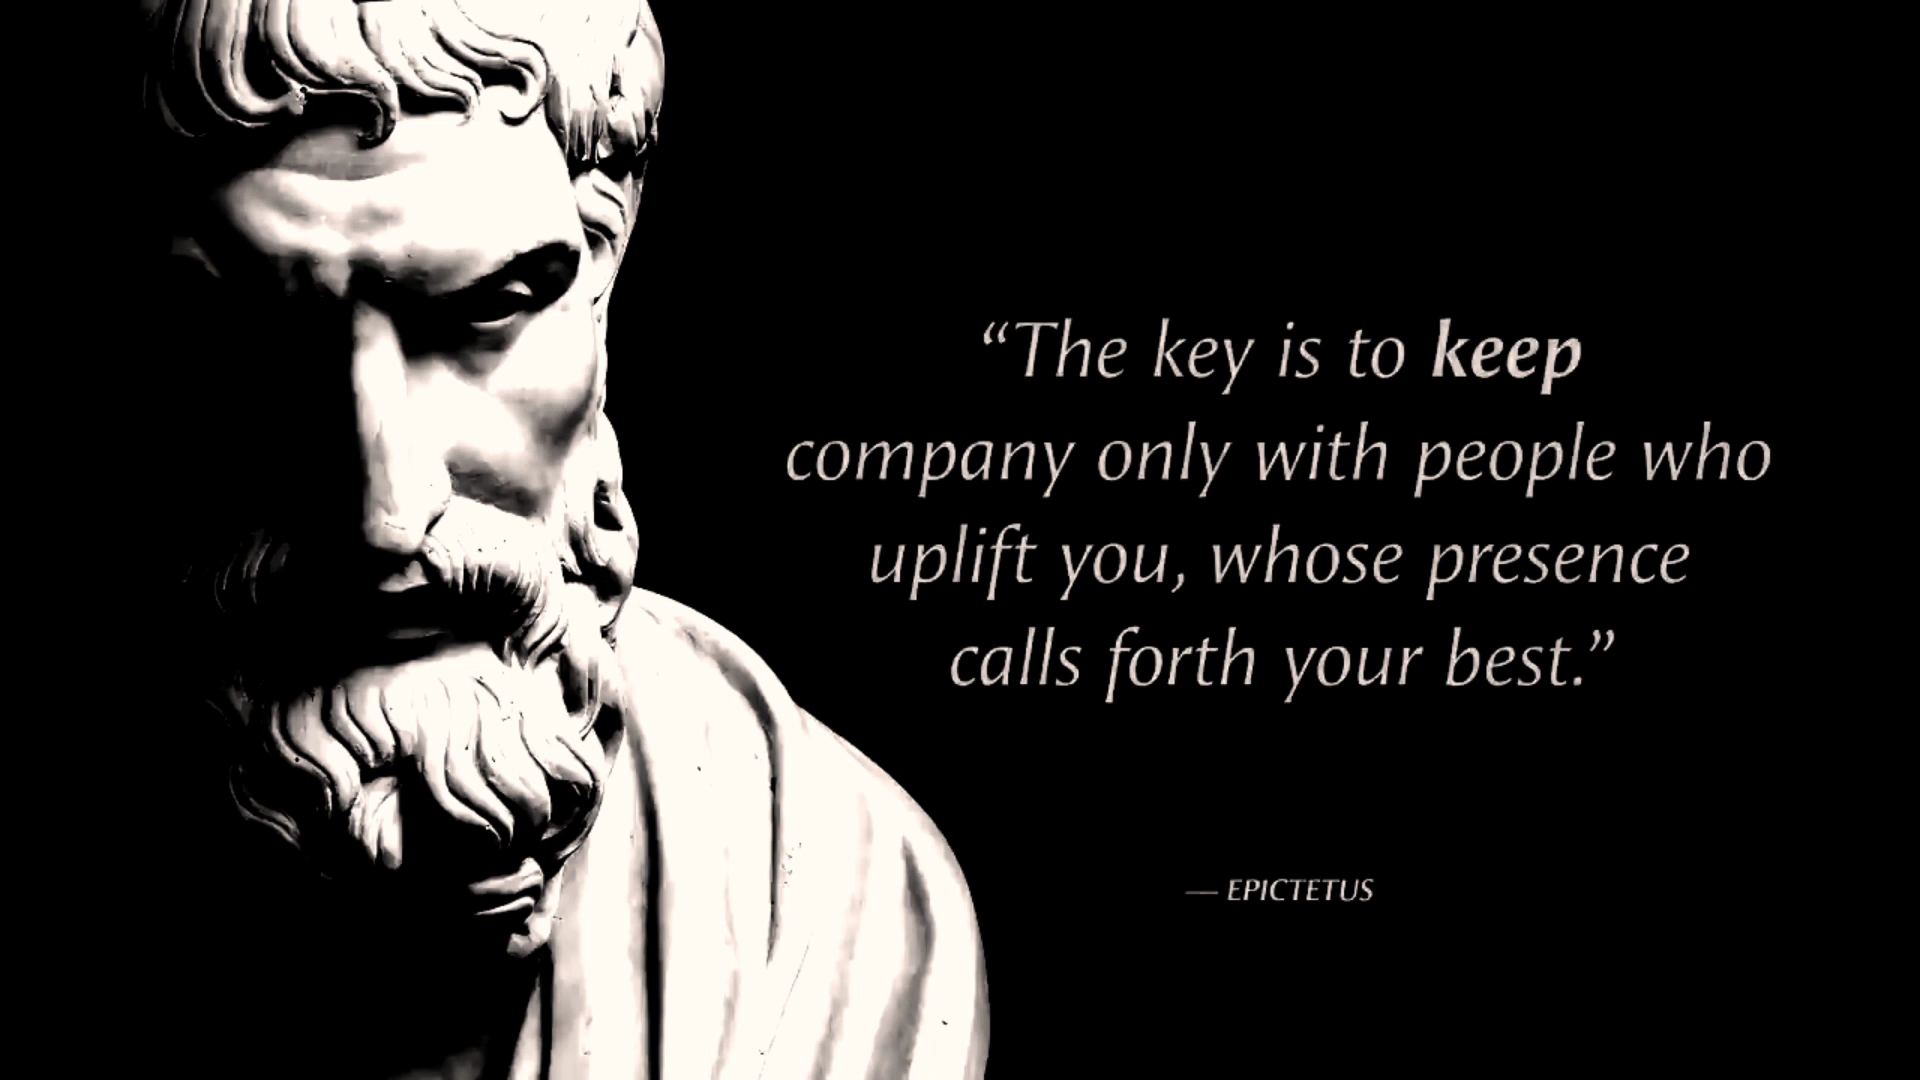 “The key is to keep
company only with people who
uplift you, whose presence
calls forth your best.”
— EPICTETUS